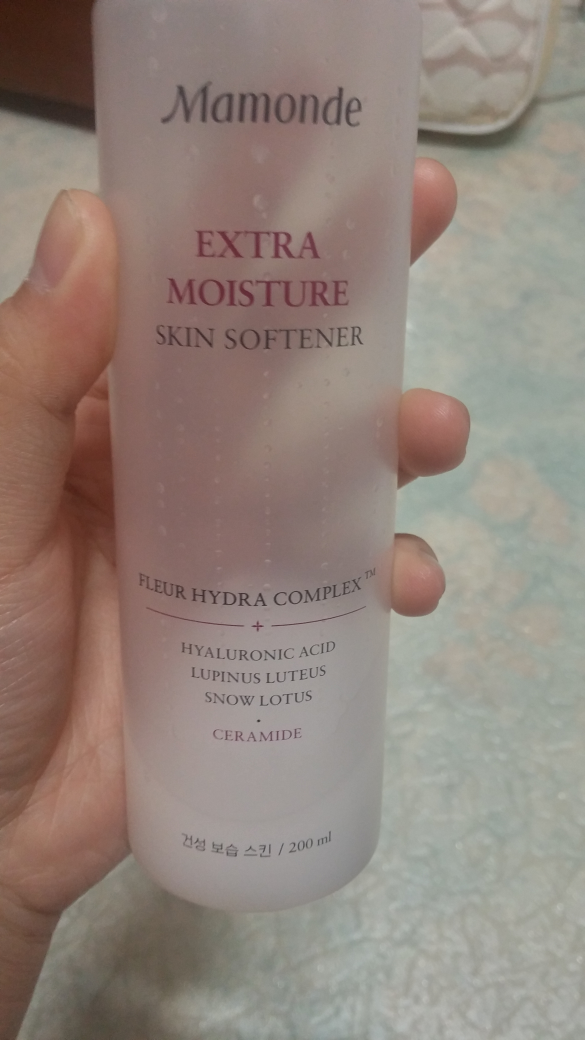 Mamonde
EXTRA
MOISTURE
SKIN SOFTENER
FLEUR HYDRA COMPLEX™
HYALURONIC ACID
LUPINUS LUTEUS
SNOW LOTUS
CERAMIDE
건성 보습 스킨 / 200 ml